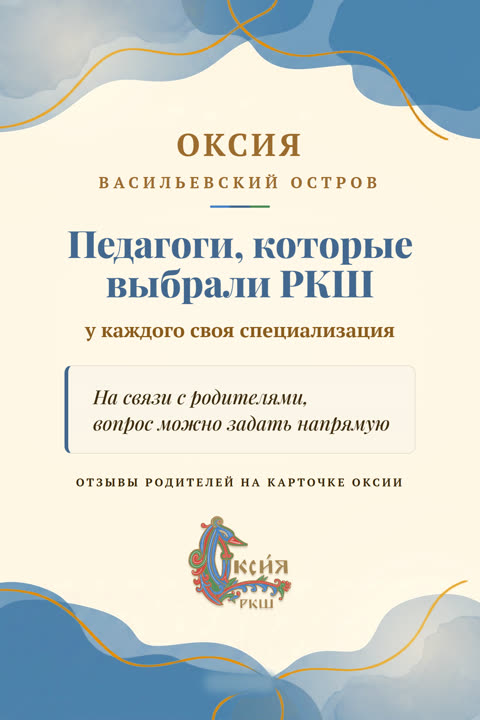 ОКСИЯ
ВАСИЛЬЕВСКИЙ ОСТРОВ
Педагоги, которые
выбрали РКШ
у каждого своя специализация
На связи с родителями,
вопрос можно задать напрямую
ОТЗЫВЫ РОДИТЕЛЕЙ НА КАРТОЧКЕ ОКСИИ
Окси́я
РКШ